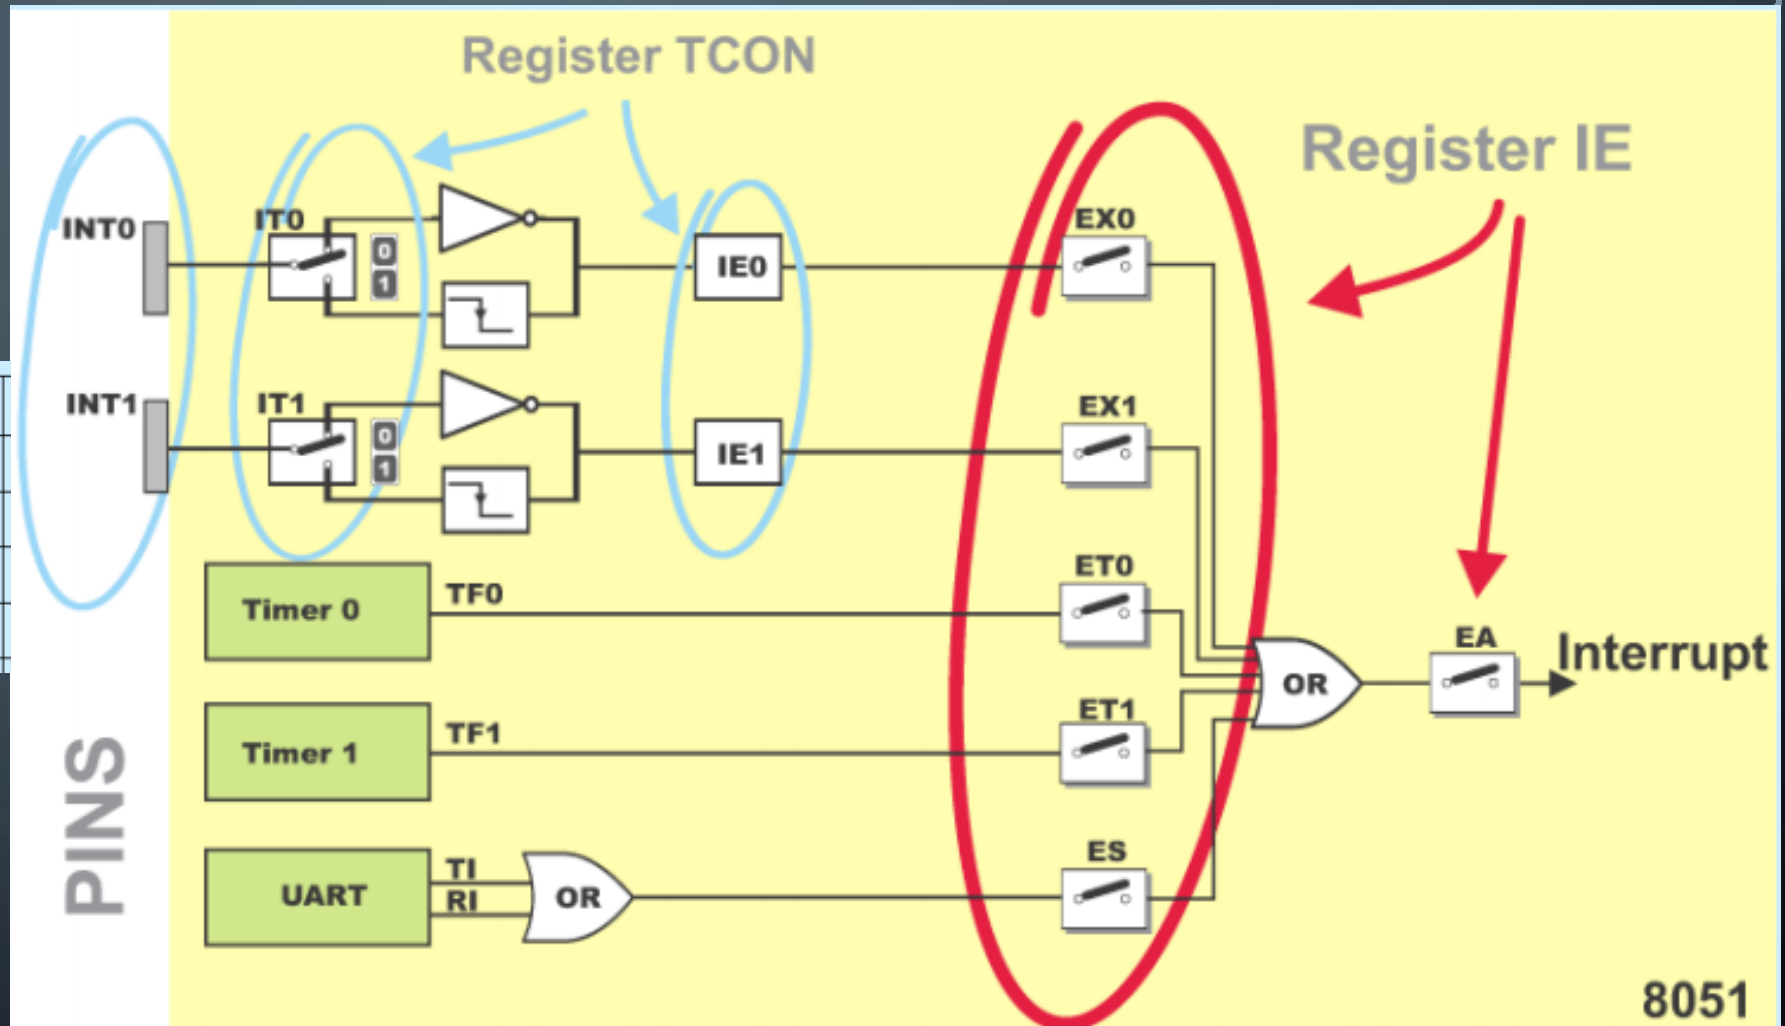 Register TCON
Register IE
INT0
IT0
0
1
IE0
EX0
INT1
IT1
0
1
IE1
EX1
Timer 0
TF0
ET0
OR
EA
Interrupt
Timer 1
TF1
ET1
UART
TI
RI
OR
ES
PINS
8051